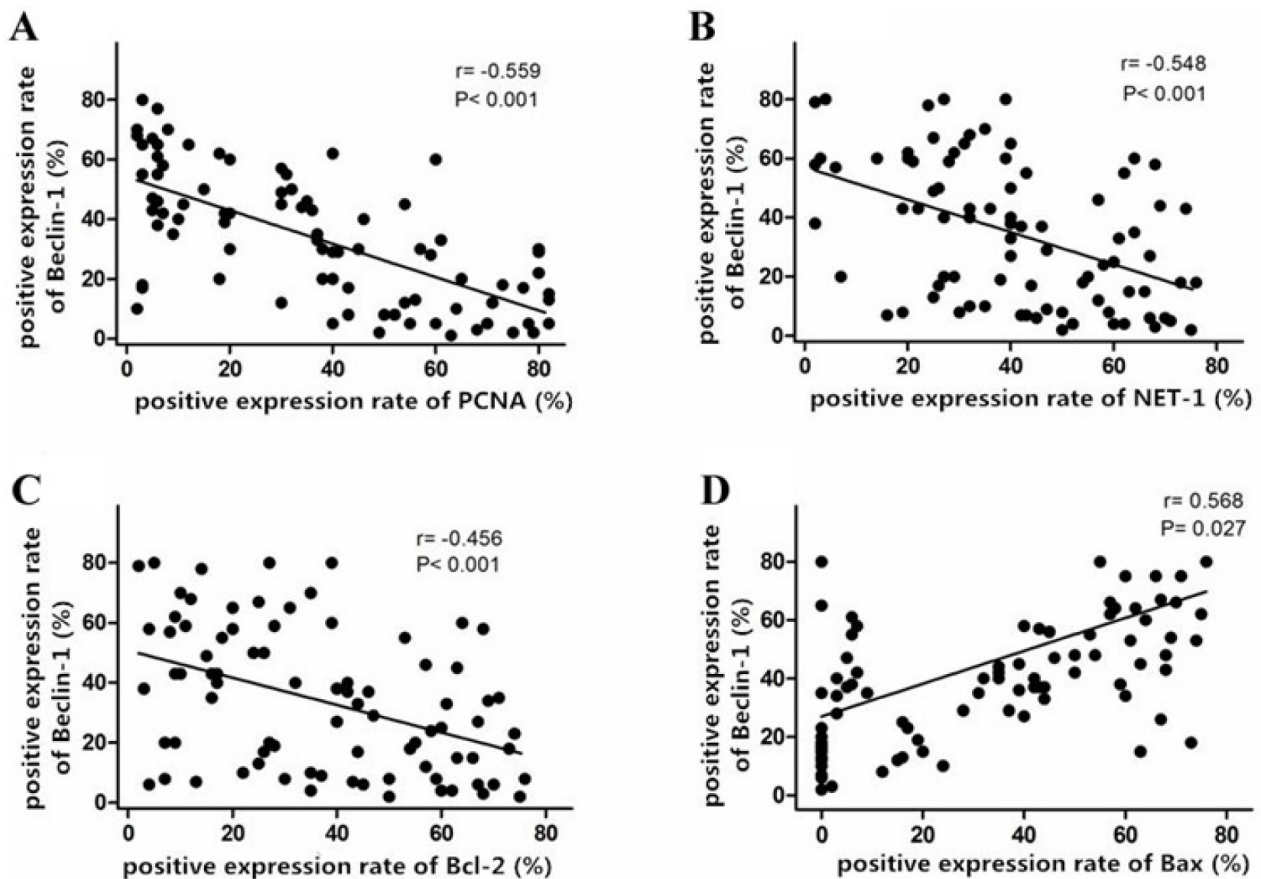 A
positive expression rate
of Beclin-1 (%)
r= -0.559
P< 0.001
80
60
40
20
0
0 20 40 60 80
positive expression rate of PCNA (%)
B
positive expression rate
of Beclin-1 (%)
r= -0.548
P< 0.001
80
60
40
20
0
0 20 40 60 80
positive expression rate of NET-1 (%)
C
positive expression rate
of Beclin-1 (%)
r= -0.456
P< 0.001
80
60
40
20
0
0 20 40 60 80
positive expression rate of Bcl-2 (%)
D
positive expression rate
of Beclin-1 (%)
r= 0.568
P= 0.027
80
60
40
20
0
0 20 40 60 80
positive expression rate of Bax (%)